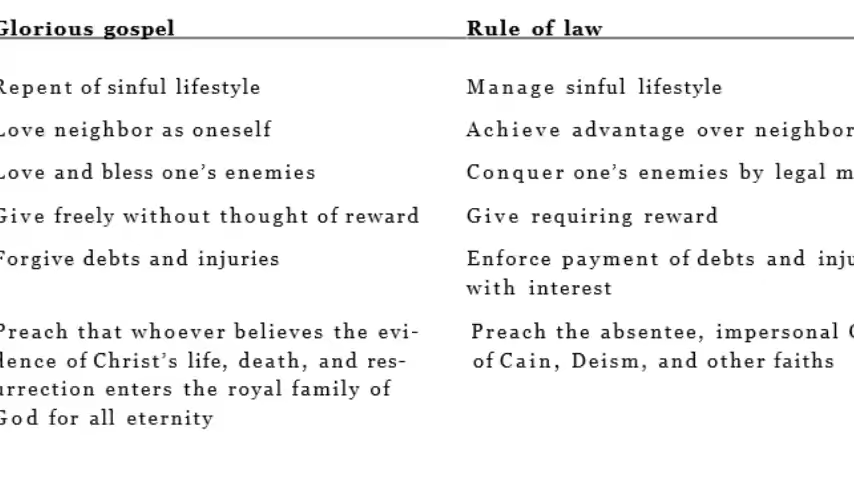 Glorious gospel Rule of law
Repent of sinful lifestyle Manage sinful lifestyle
Love neighbor as oneself Achieve advantage over neighbor
Love and bless one's enemies Conquer one's enemies by legal
Give freely without thought of reward Give requiring reward
Forgive debts and injuries Enforce payment of debts and
with interest
Preach that whoever believes the evi- Preach the absentee, impersonal
dence of Christ's life, death, and res- of Cain, Deism, and other faiths
urrection enters the royal family of
God for all eternity